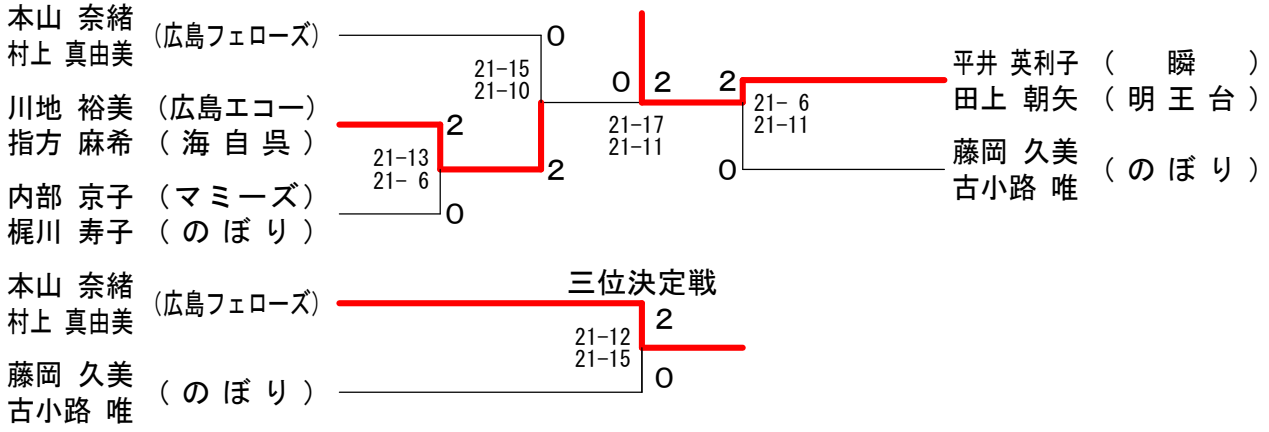 本山 奈緒
村上 真由美 (広島フェローズ)
川地 裕美 (広島エコー)
指方 麻希 (海自呉)
内部 京子 (マミーズ)
梶川 寿子 (のぼり)
0
21-15
21-10
2
2
21-13
21- 6
0
0 2
21-17
21-11
2
21- 6
21-11
0
平井 英利子 (瞬)
田上 朝矢 (明王台)
藤岡 久美
古小路 唯 (のぼり)
三位決定戦
本山 奈緒
村上 真由美 (広島フェローズ)
藤岡 久美
古小路 唯 (のぼり)
2
21-12
21-15
0